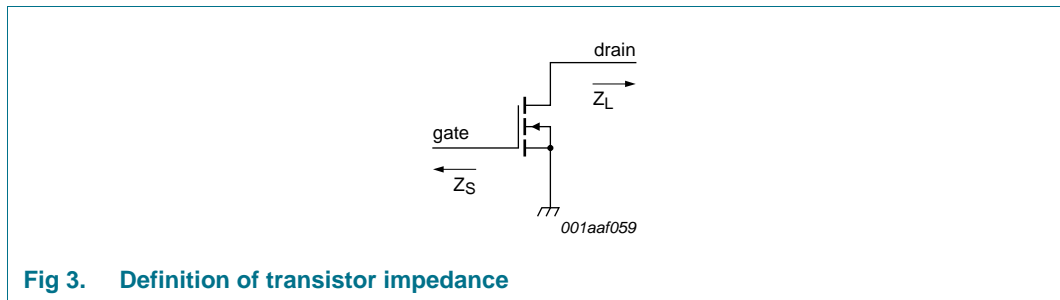 drain
Z_L
gate
Z_S
001aaf059
Fig 3. Definition of transistor impedance